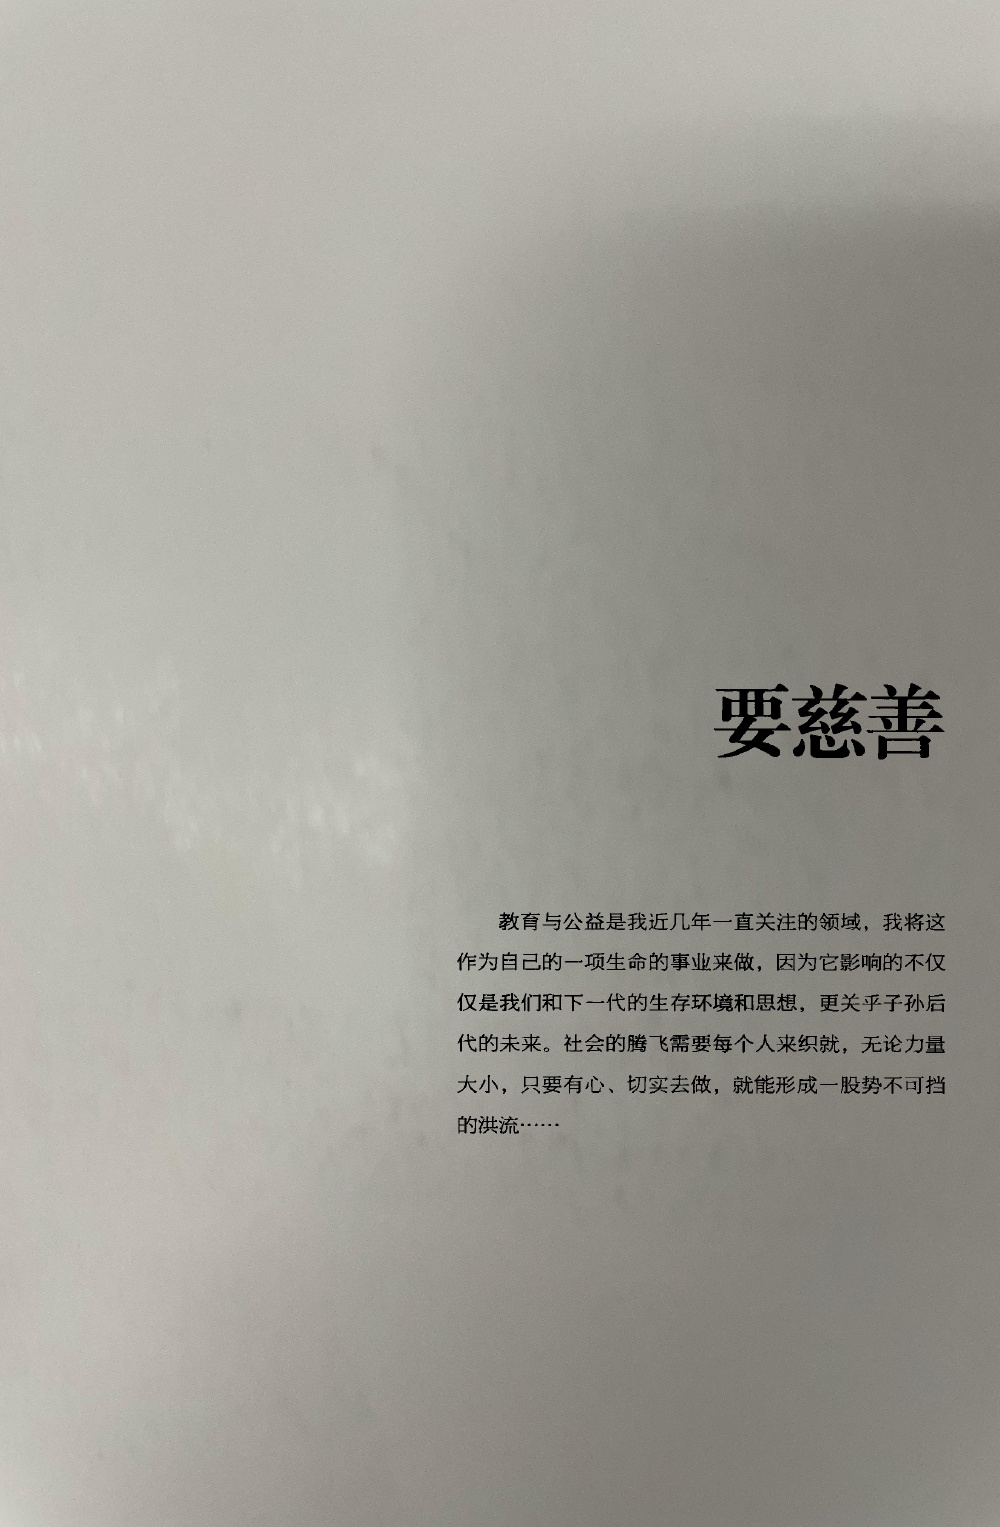 要慈善
教育与公益是我近几年一直关注的领域，我将这
作为自己的一项生命的事业来做，因为它影响的不仅
仅是我们和下一代的生存环境和思想，更关乎子孙后
代的未来。社会的腾飞需要每个人来织就，无论力量
大小，只要有心、切实去做，就能形成一股势不可挡
的洪流……